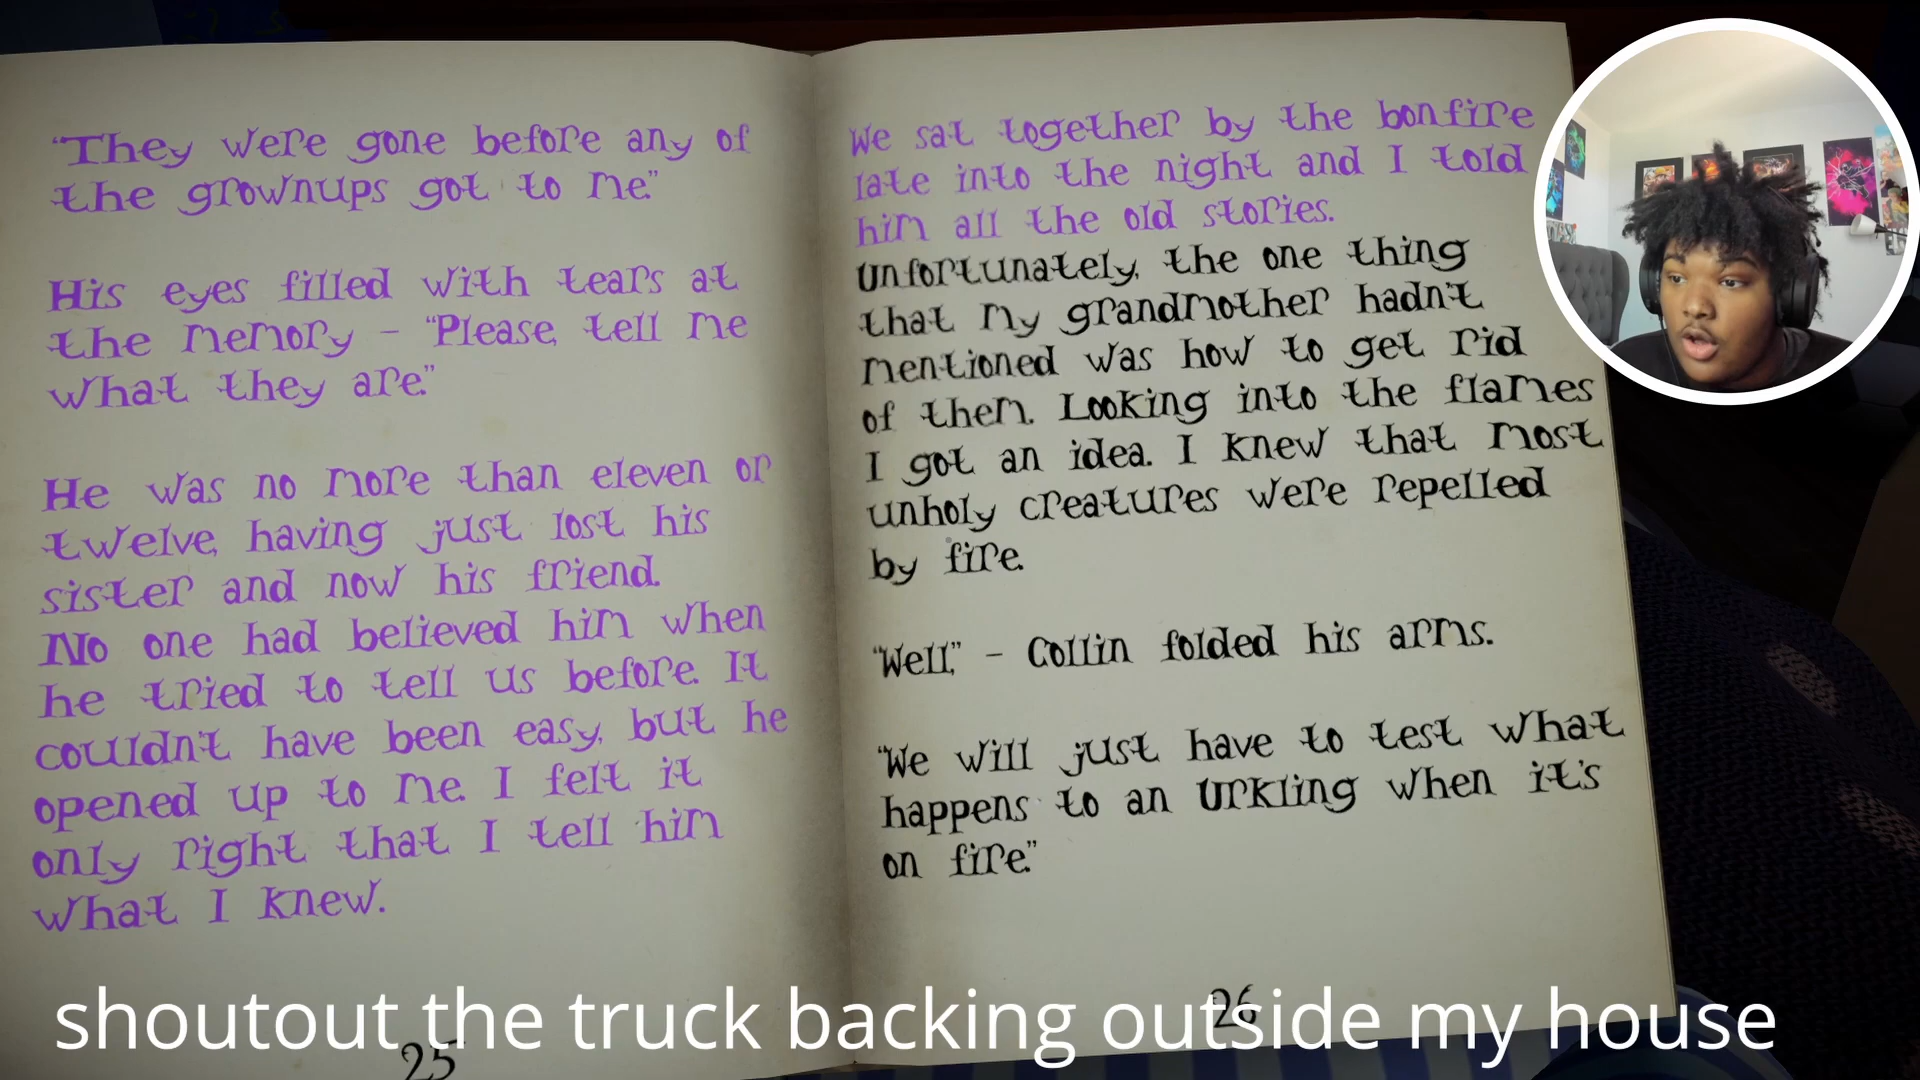 “They were gone before any of
the grownups got to me.”
His eyes filled with tears at
the memory – “Please, tell me
what they are.”
He was no more than eleven or
twelve, having just lost his
sister and now his friend.
No one had believed him when
he tried to tell us before. It
couldn't have been easy, but he
opened up to me. I felt it
only right that I tell him
what I knew.
25
We sat together by the bonfire
late into the night and I told
him all the old stories.
Unfortunately, the one thing
that my grandmother hadn't
mentioned was how to get rid
of them. Looking into the flames
I got an idea. I knew that most
unholy creatures were repelled
by fire.
“Well,” – Collin folded his arms.
“We will just have to test what
happens to an Urkling when it's
on fire.”
26
shoutout the truck backing outside my house